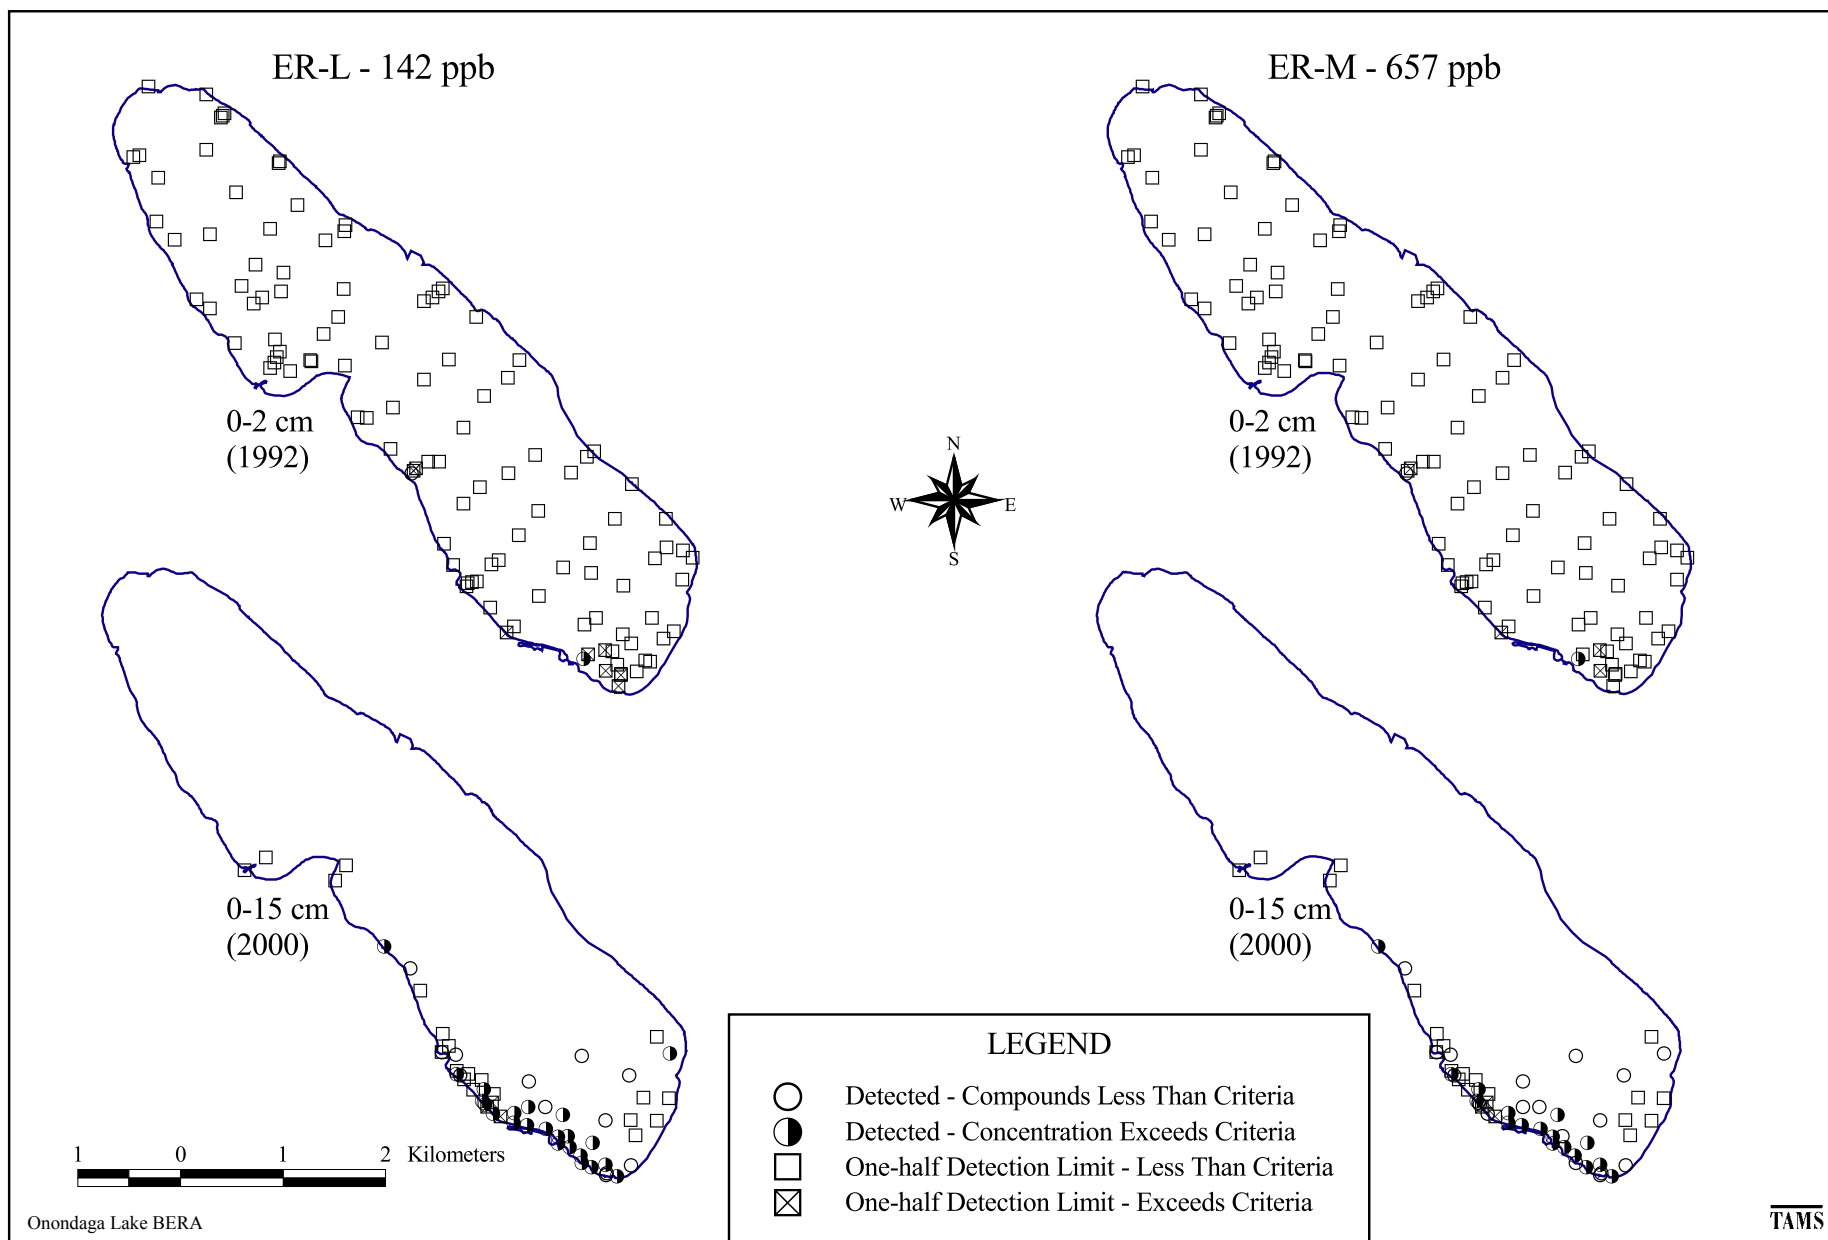 ER-L - 142 ppb
ER-M - 657 ppb
0-2 cm
(1992)
0-2 cm
(1992)
N
W
E
S
0-15 cm
(2000)
0-15 cm
(2000)
LEGEND
Detected - Compounds Less Than Criteria
Detected - Concentration Exceeds Criteria
One-half Detection Limit - Less Than Criteria
One-half Detection Limit - Exceeds Criteria
1 0 1 2 Kilometers
Onondaga Lake BERA
TAMS